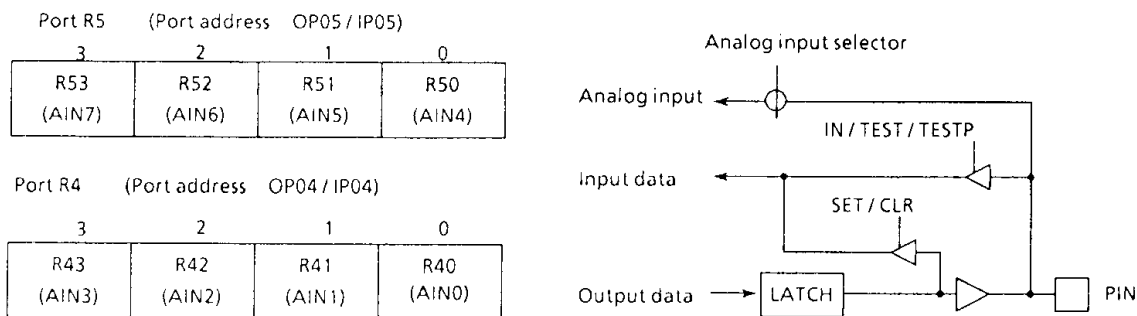 Port R5 (Port address OP05 / IP05)
3 2 1 0
R53 R52 R51 R50
(AIN7) (AIN6) (AIN5) (AIN4)
Port R4 (Port address OP04 / IP04)
3 2 1 0
R43 R42 R41 R40
(AIN3) (AIN2) (AIN1) (AIN0)
Analog input selector
Analog input
IN / TEST / TESTP
Input data
SET / CLR
Output data
LATCH
PIN